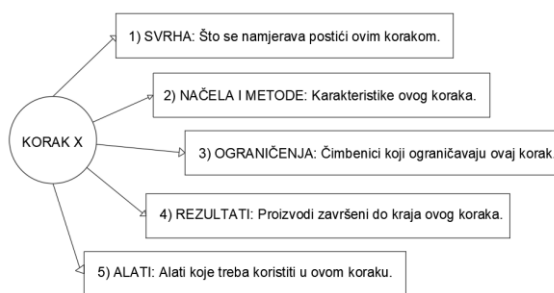 1) SVRHA: Što se namjerava postići ovim korakom.
2) NAČELA I METODE: Karakteristike ovog koraka.
KORAK X
3) OGRANIČENJA: Čimbenici koji ograničavaju ovaj korak.
4) REZULTATI: Proizvodi završeni do kraja ovog koraka.
5) ALATI: Alati koje treba koristiti u ovom koraku.